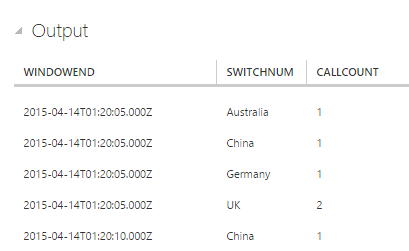 Output
WINDOWEND SWITCHNUM CALLCOUNT
2015-04-14T01:20:05.000Z Australia 1
2015-04-14T01:20:05.000Z China 1
2015-04-14T01:20:05.000Z Germany 1
2015-04-14T01:20:05.000Z UK 2
2015-04-14T01:20:10.000Z China 1